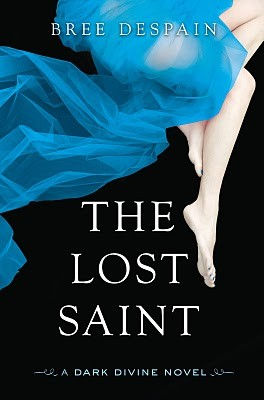 BREE DESPAIN
THE
LOST
SAINT
A DARK DIVINE NOVEL